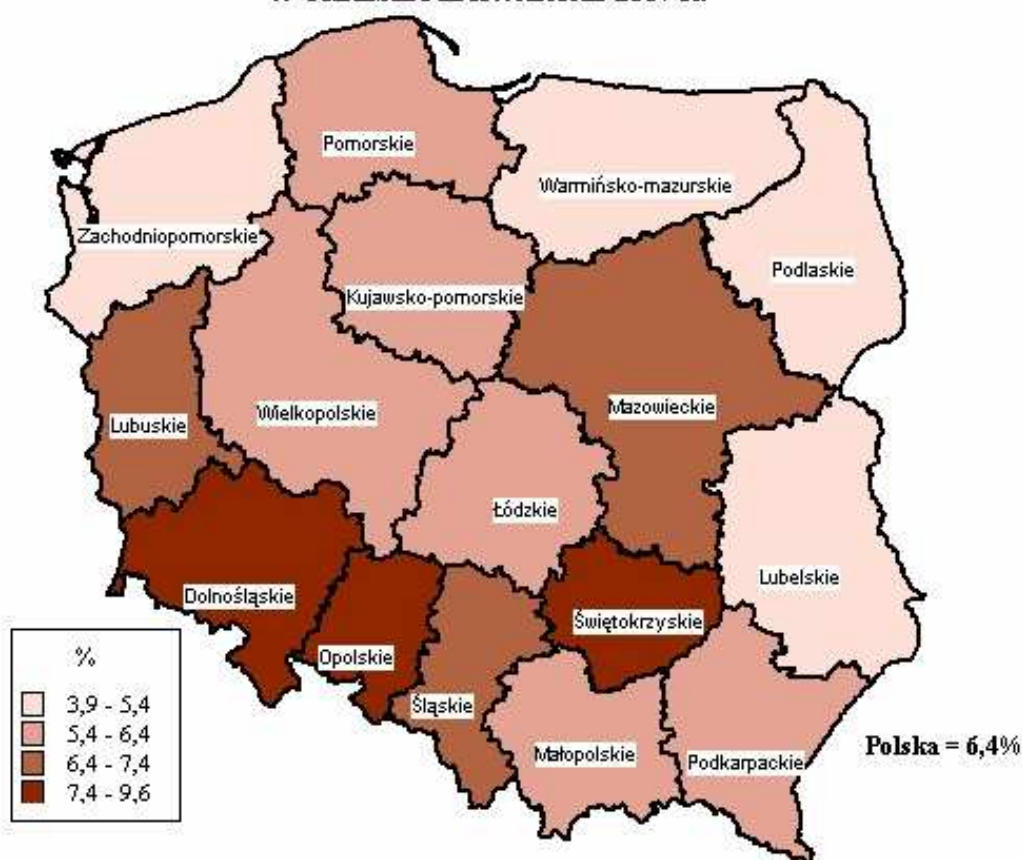 Pomorskie
Warmińsko-mazurskie
Zachodniopomorskie
Podlaskie
Kujawsko-pomorskie
Mazowieckie
Wielkopolskie
Lubuskie
Łódzkie
Lubelskie
Dolnośląskie
Świętokrzyskie
Opolskie
Śląskie
Małopolskie
Podkarpackie
Polska = 6,4%
%
3,9 - 5,4
5,4 - 6,4
6,4 - 7,4
7,4 - 9,6